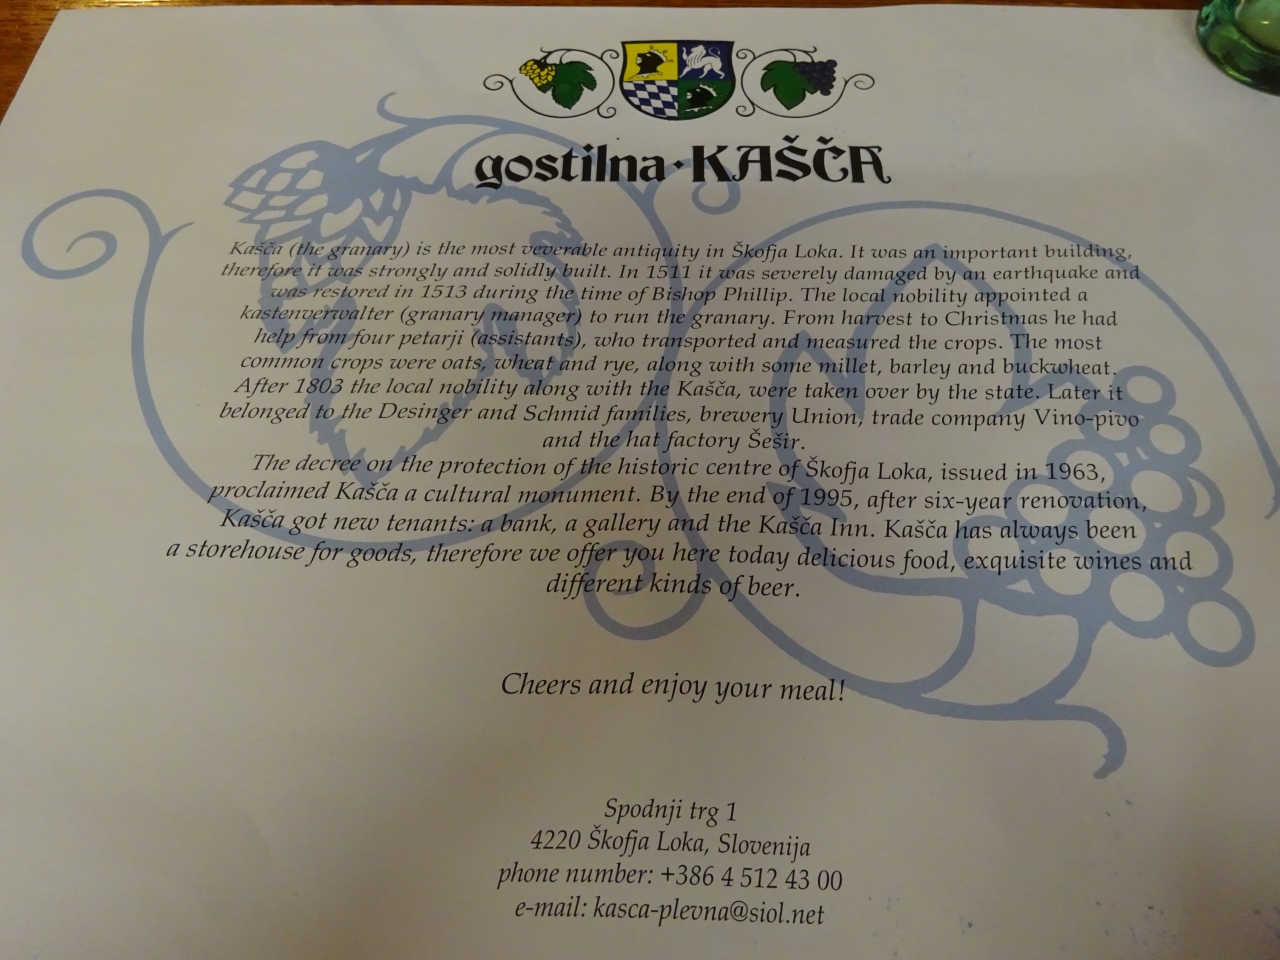 gostilna · KAŠČA
Kašča (the granary) is the most veverable antiquity in Škofja Loka. It was an important building,
therefore it was strongly and solidly built. In 1511 it was severely damaged by an earthquake and
was restored in 1513 during the time of Bishop Phillip. The local nobility appointed a
kastenverwalter (granary manager) to run the granary. From harvest to Christmas he had
help from four petarji (assistants), who transported and measured the crops. The most
common crops were oats, wheat and rye, along with some millet, barley and buckwheat.
After 1803 the local nobility along with the Kašča, were taken over by the state. Later it
belonged to the Desinger and Schmid families, brewery Union, trade company Vino-pivo
and the hat factory Šešir.
The decree on the protection of the historic centre of Škofja Loka, issued in 1963,
proclaimed Kašča a cultural monument. By the end of 1995, after six-year renovation,
Kašča got new tenants: a bank, a gallery and the Kašča Inn. Kašča has always been
a storehouse for goods, therefore we offer you here today delicious food, exquisite wines and
different kinds of beer.
Cheers and enjoy your meal!
Spodnji trg 1
4220 Škofja Loka, Slovenija
phone number: +386 4 512 43 00
e-mail: kasca-plevna@siol.net